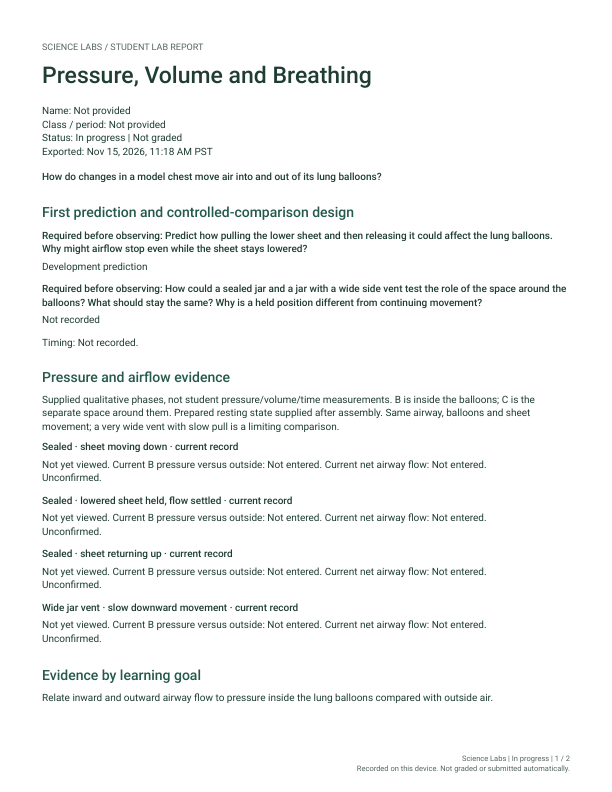 SCIENCE LABS / STUDENT LAB REPORT
Pressure, Volume and Breathing
Name: Not provided
Class / period: Not provided
Status: In progress | Not graded
Exported: Nov 15, 2026, 11:18 AM PST
How do changes in a model chest move air into and out of its lung balloons?
First prediction and controlled-comparison design
Required before observing: Predict how pulling the lower sheet and then releasing it could affect the lung balloons.
Why might airflow stop even while the sheet stays lowered?
Development prediction
Required before observing: How could a sealed jar and a jar with a wide side vent test the role of the space around the
balloons? What should stay the same? Why is a held position different from continuing movement?
Not recorded
Timing: Not recorded.
Pressure and airflow evidence
Supplied qualitative phases, not student pressure/volume/time measurements. B is inside the balloons; C is the
separate space around them. Prepared resting state supplied after assembly. Same airway, balloons and sheet
movement; a very wide vent with slow pull is a limiting comparison.
Sealed · sheet moving down · current record
Not yet viewed. Current B pressure versus outside: Not entered. Current net airway flow: Not entered.
Unconfirmed.
Sealed · lowered sheet held, flow settled · current record
Not yet viewed. Current B pressure versus outside: Not entered. Current net airway flow: Not entered.
Unconfirmed.
Sealed · sheet returning up · current record
Not yet viewed. Current B pressure versus outside: Not entered. Current net airway flow: Not entered.
Unconfirmed.
Wide jar vent · slow downward movement · current record
Not yet viewed. Current B pressure versus outside: Not entered. Current net airway flow: Not entered.
Unconfirmed.
Evidence by learning goal
Relate inward and outward airway flow to pressure inside the lung balloons compared with outside air.
Science Labs | In progress | 1 / 2
Recorded on this device. Not graded or submitted automatically.